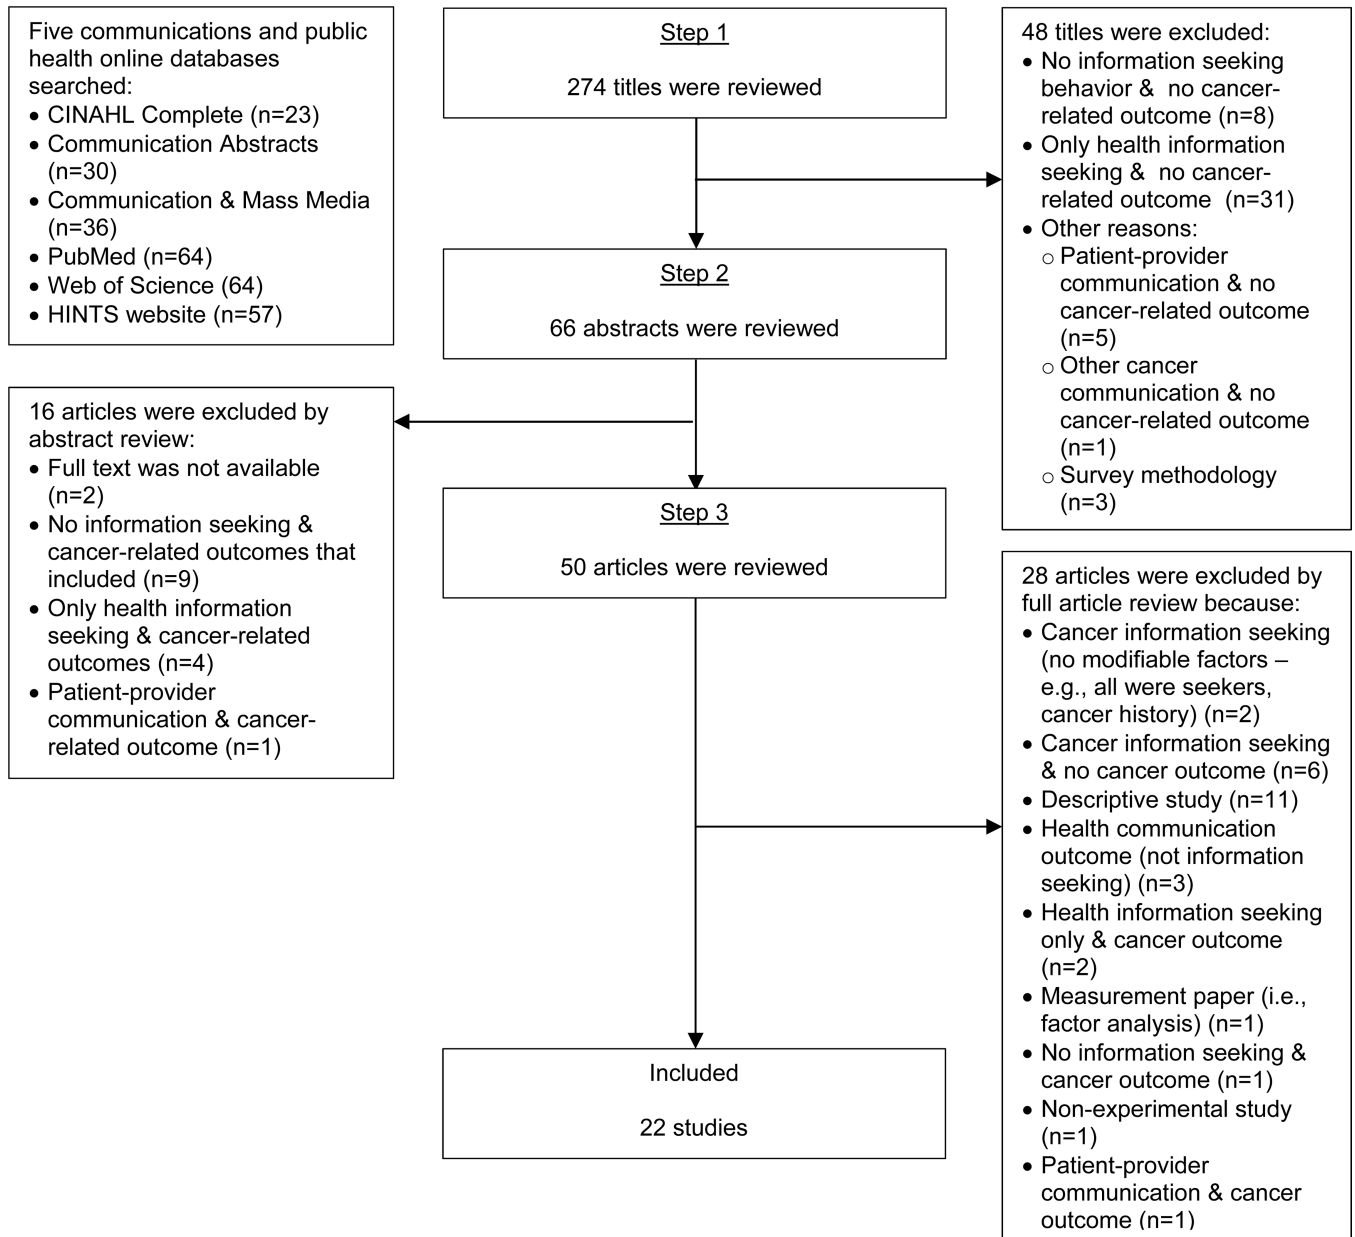 Five communications and public
health online databases
searched:
• CINAHL Complete (n=23)
• Communication Abstracts
(n=30)
• Communication & Mass Media
(n=36)
• PubMed (n=64)
• Web of Science (64)
• HINTS website (n=57)
Step 1
274 titles were reviewed
48 titles were excluded:
• No information seeking
behavior & no cancer-
related outcome (n=8)
• Only health information
seeking & no cancer-
related outcome (n=31)
• Other reasons:
○ Patient-provider
communication & no
cancer-related outcome
(n=5)
○ Other cancer
communication & no
cancer-related outcome
(n=1)
○ Survey methodology
(n=3)
Step 2
66 abstracts were reviewed
16 articles were excluded by
abstract review:
• Full text was not available
(n=2)
• No information seeking &
cancer-related outcomes that
included (n=9)
• Only health information
seeking & cancer-related
outcomes (n=4)
• Patient-provider
communication & cancer-
related outcome (n=1)
Step 3
50 articles were reviewed
28 articles were excluded by
full article review because:
• Cancer information seeking
(no modifiable factors –
e.g., all were seekers,
cancer history) (n=2)
• Cancer information seeking
& no cancer outcome (n=6)
• Descriptive study (n=11)
• Health communication
outcome (not information
seeking) (n=3)
• Health information seeking
only & cancer outcome
(n=2)
• Measurement paper (i.e.,
factor analysis) (n=1)
• No information seeking &
cancer outcome (n=1)
• Non-experimental study
(n=1)
• Patient-provider
communication & cancer
outcome (n=1)
Included
22 studies